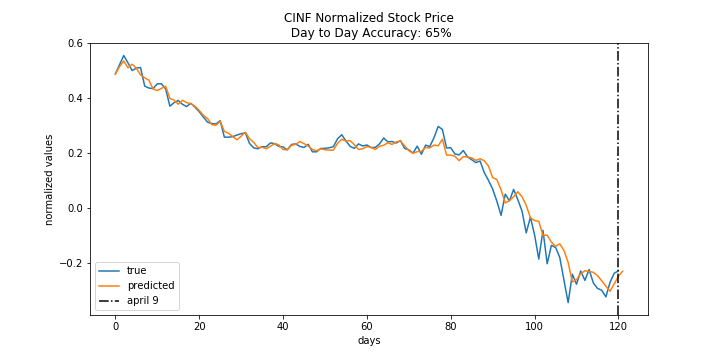 CINF Normalized Stock Price
Day to Day Accuracy: 65%
normalized values
0.6
0.4
0.2
0.0
−0.2
true
predicted
april 9
0
20
40
60
80
100
120
days